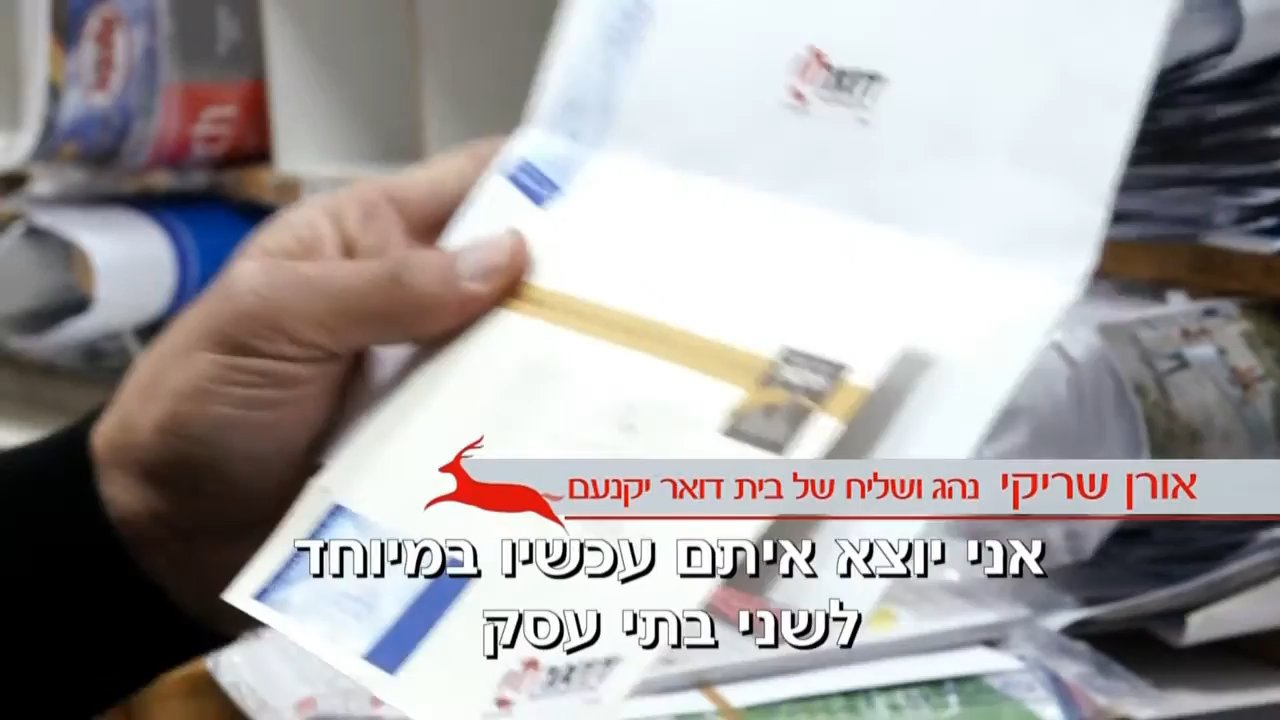 אורן שריקי נהג ושליח של בית דואר יקנעם
אני יוצא איתם עכשיו במיוחד
לשני בתי עסק